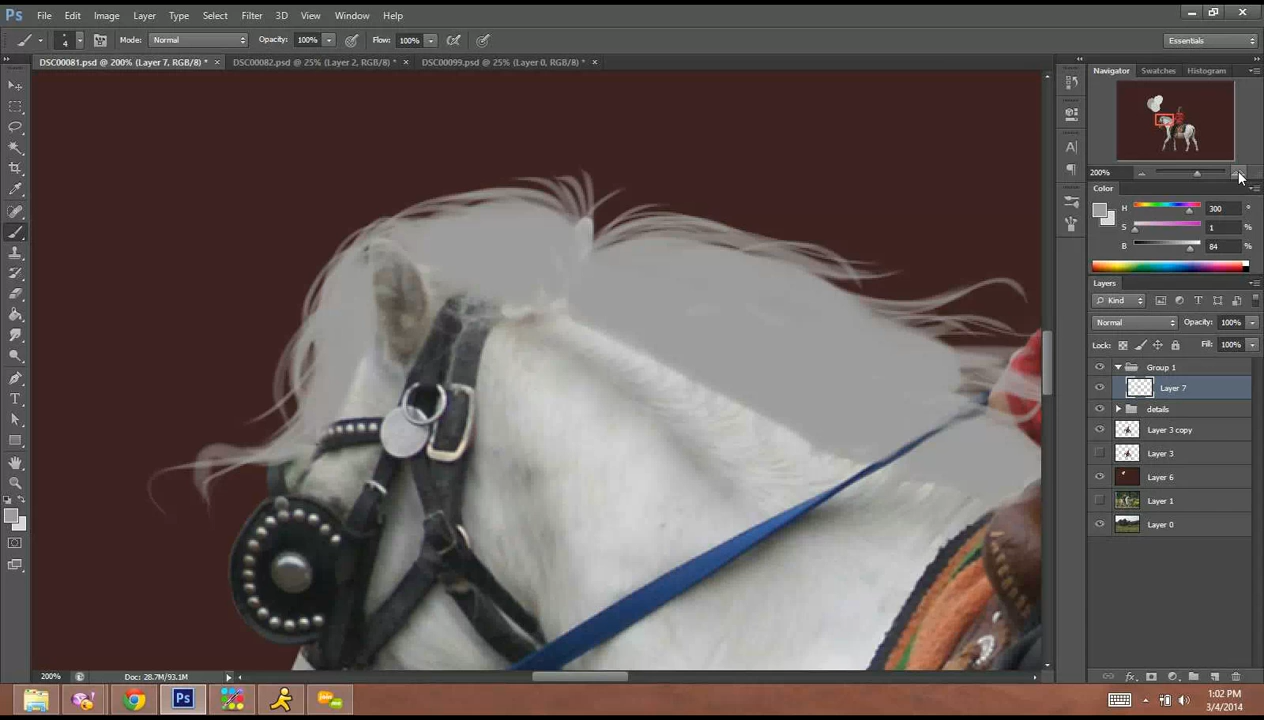 Ps File Edit Image Layer Type Select Filter 3D View Window Help
4 Mode: Normal Opacity: 100% Flow: 100% Essentials
DSC00081.psd @ 200% (Layer 7, RGB/8) * × DSC00082.psd @ 25% (Layer 2, RGB/8) * × DSC00099.psd @ 25% (Layer 0, RGB/8) * ×
Navigator Swatches Histogram
200%
Color
H 300 °
S 1 %
B 84 %
Layers
Kind
Normal Opacity: 100%
Lock: Fill: 100%
Group 1
Layer 7
details
Layer 3 copy
Layer 3
Layer 6
Layer 1
Layer 0
200% Doc: 28.7M/93.1M
fx
Ps
1:02 PM
3/4/2014